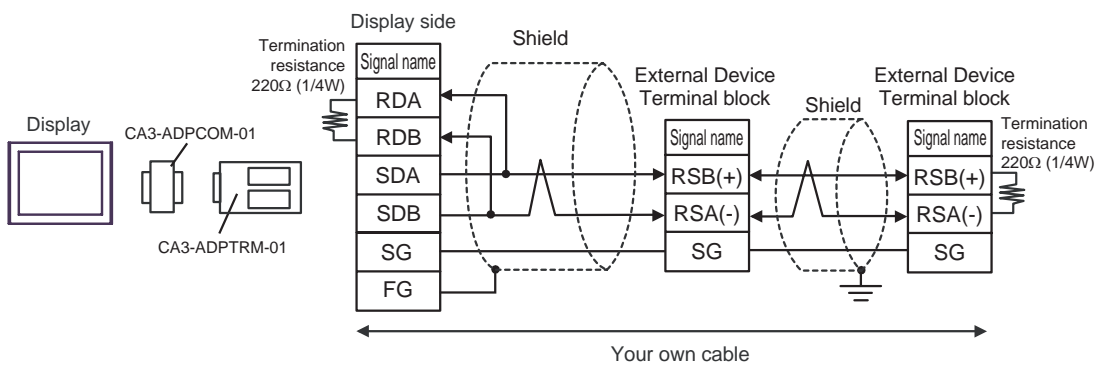 Display side
Shield
Termination
resistance
220Ω (1/4W)
Signal name
RDA
RDB
SDA
SDB
SG
FG
Display
CA3-ADPCOM-01
CA3-ADPTRM-01
External Device
Terminal block
Signal name
RSB(+)
RSA(-)
SG
Shield
External Device
Terminal block
Signal name
RSB(+)
RSA(-)
SG
Termination
resistance
220Ω (1/4W)
Your own cable